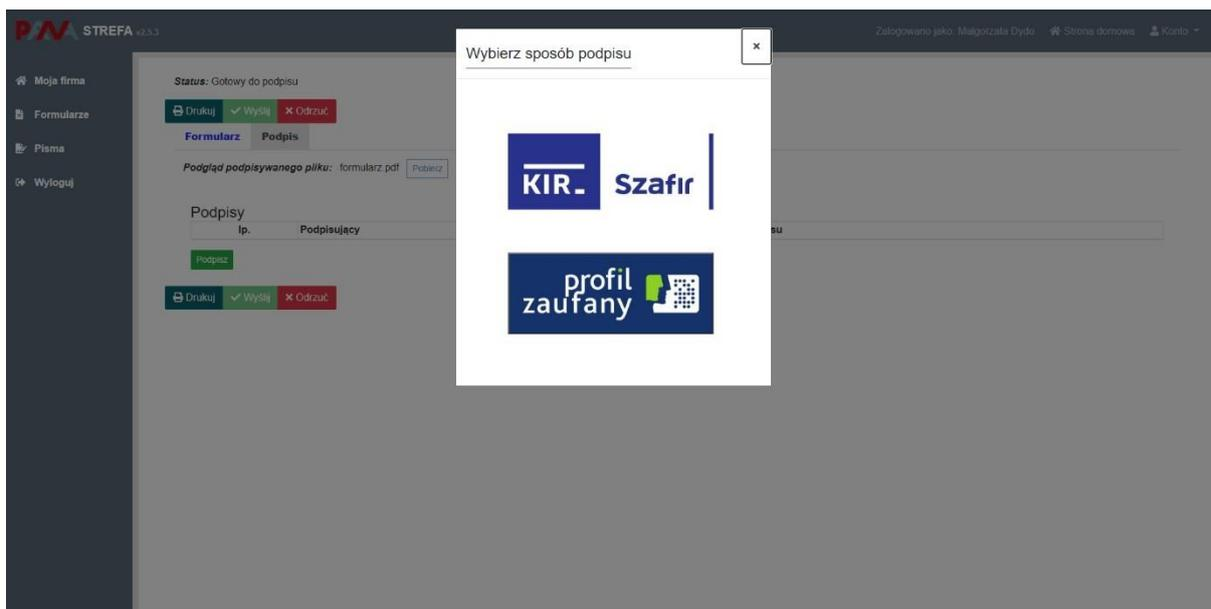 PAŻA STREFA v2.5.3
Zalogowano jako: Małgorzata Dydo Strona domowa Konto
Wybierz sposób podpisu ×
Moja firma
Formularze
Pisma
Wyloguj
Status: Gotowy do podpisu
Drukuj Wyślij Odrzuć
Formularz Podpis
Podgląd podpisywanego pliku: formularz.pdf Pobierz
KIR Szafir
Podpisy
lp. Podpisujący su
Podpisz
profil
zaufany
Drukuj Wyślij Odrzuć